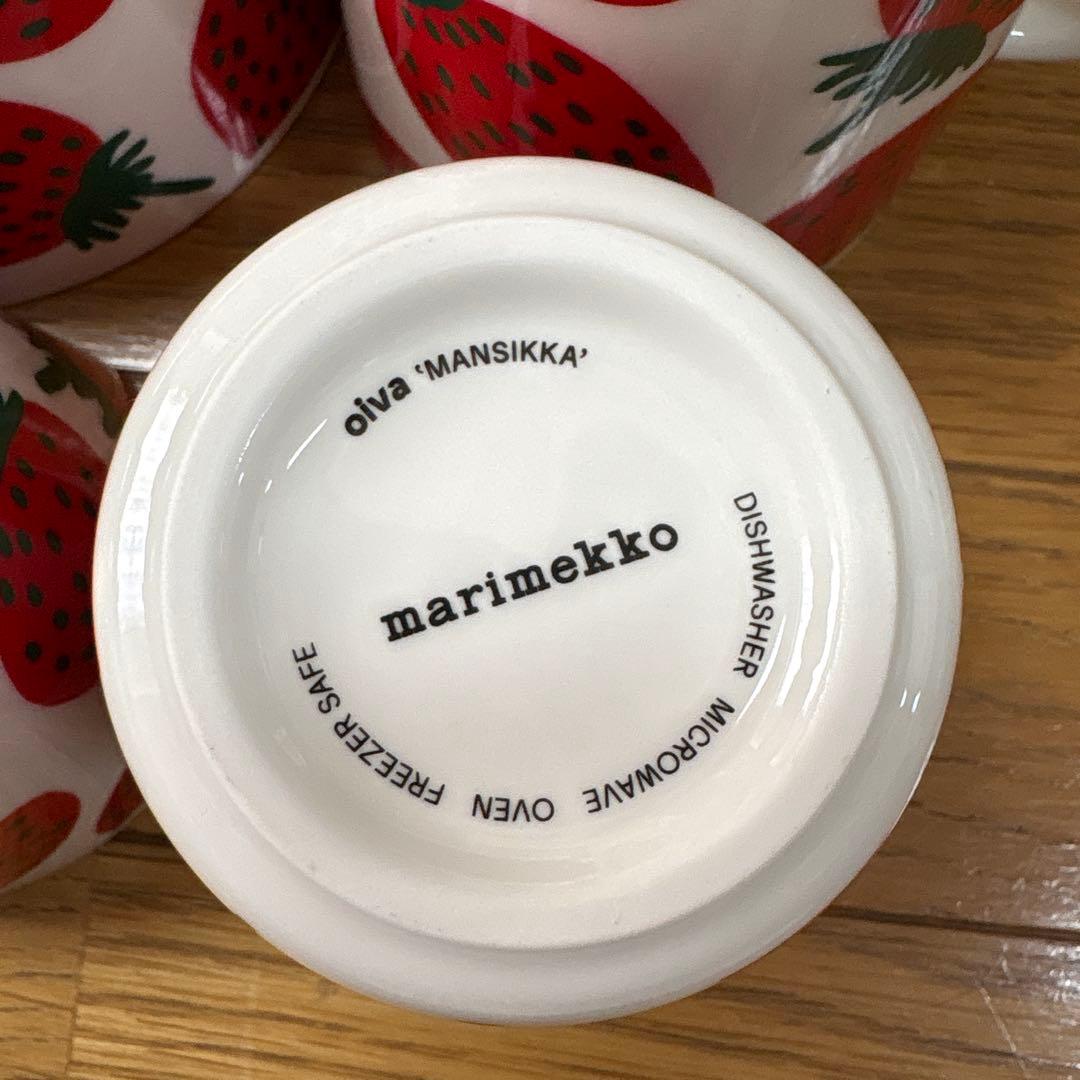 oiva ‘MANSIKKA’
marimekko
DISHWASHER MICROWAVE OVEN FREEZER SAFE